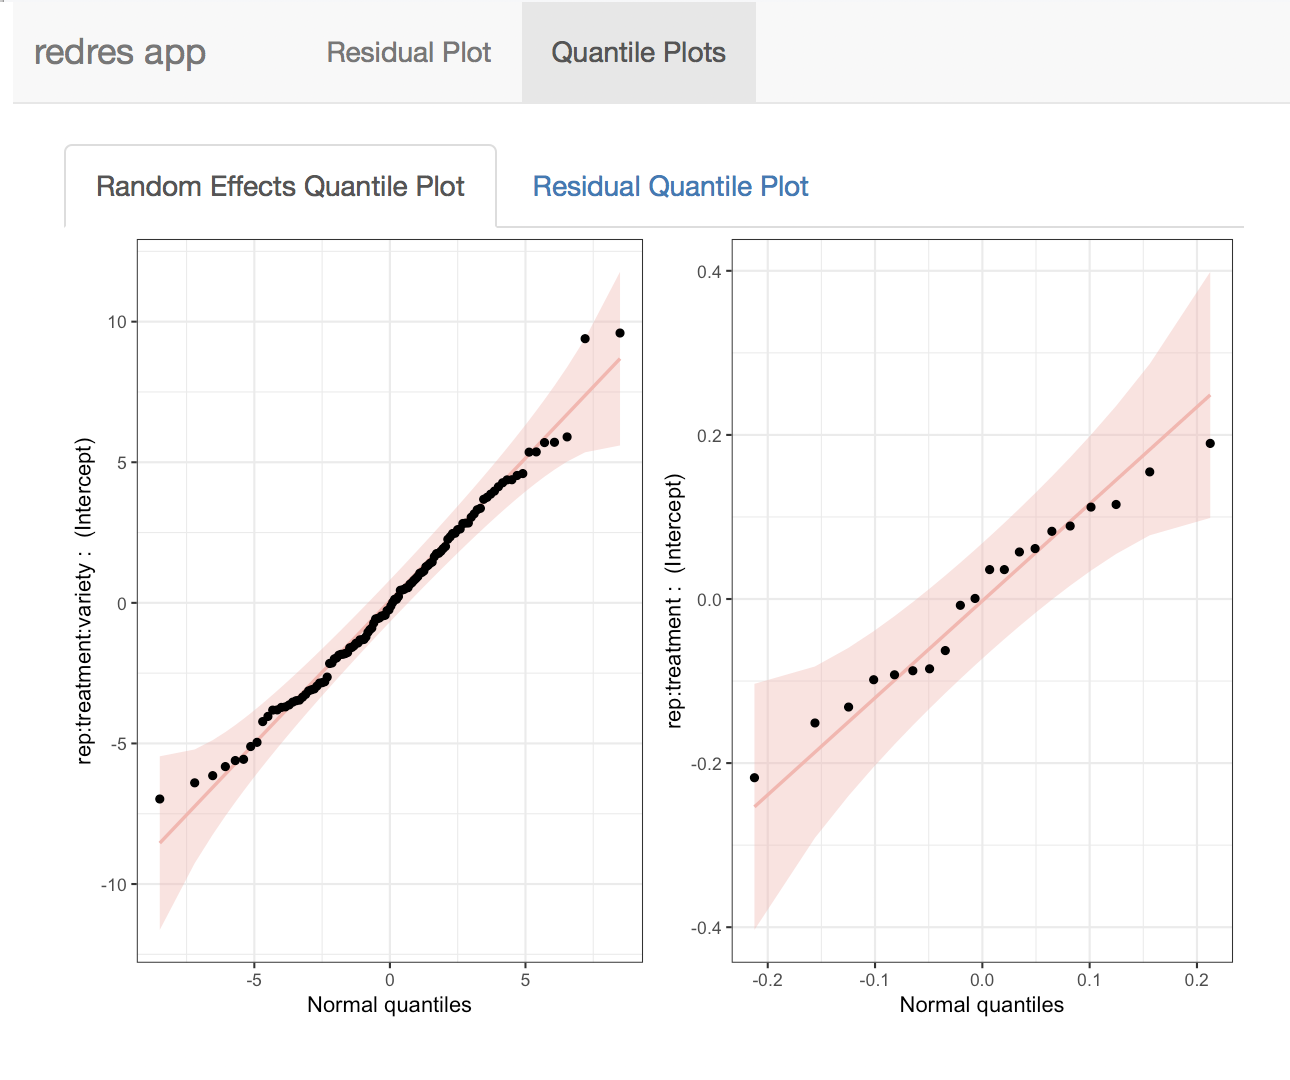 redres app
Residual Plot
Quantile Plots
Random Effects Quantile Plot
Residual Quantile Plot
rep:treatment:variety : (Intercept)
10
5
0
-5
-10
-5
0
5
Normal quantiles
rep:treatment : (Intercept)
0.4
0.2
0.0
-0.2
-0.4
-0.2
-0.1
0.0
0.1
0.2
Normal quantiles